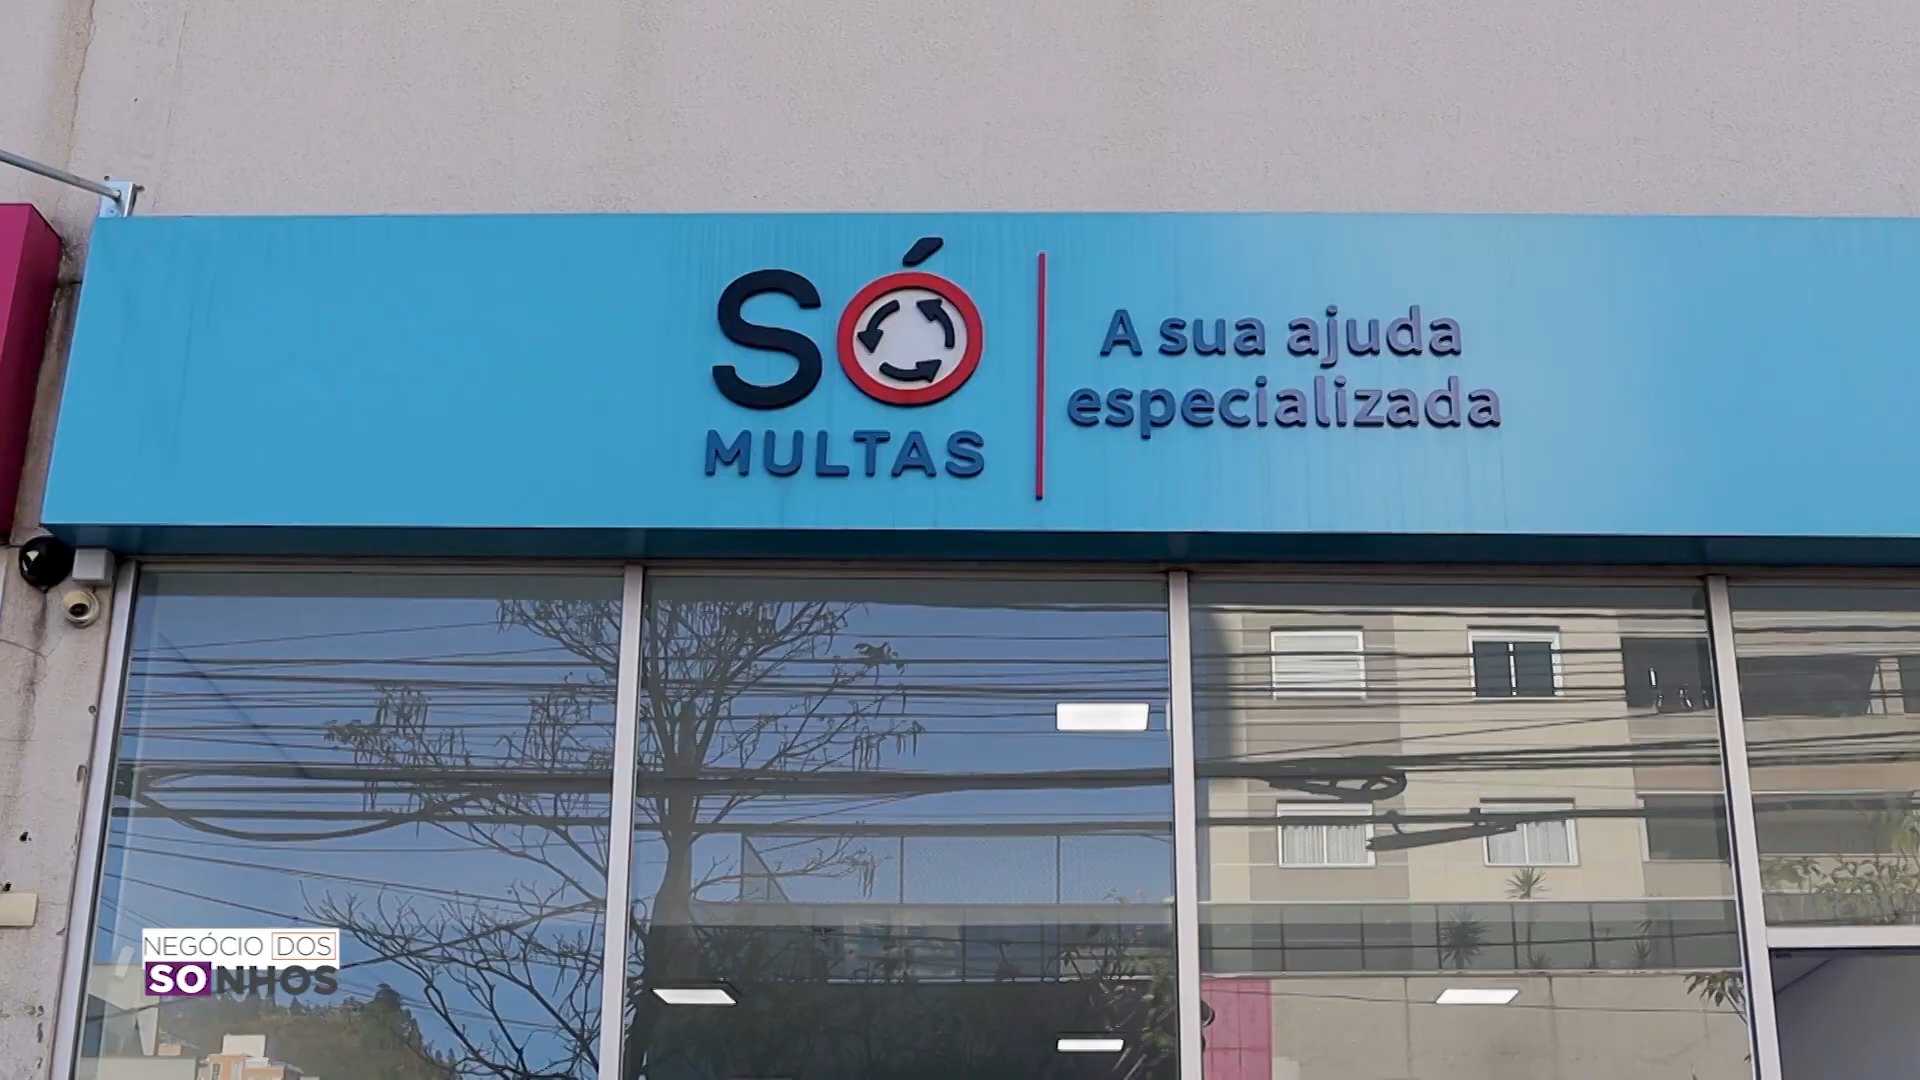 SÓ
MULTAS
A sua ajuda
especializada
NEGÓCIO DOS
SONHOS